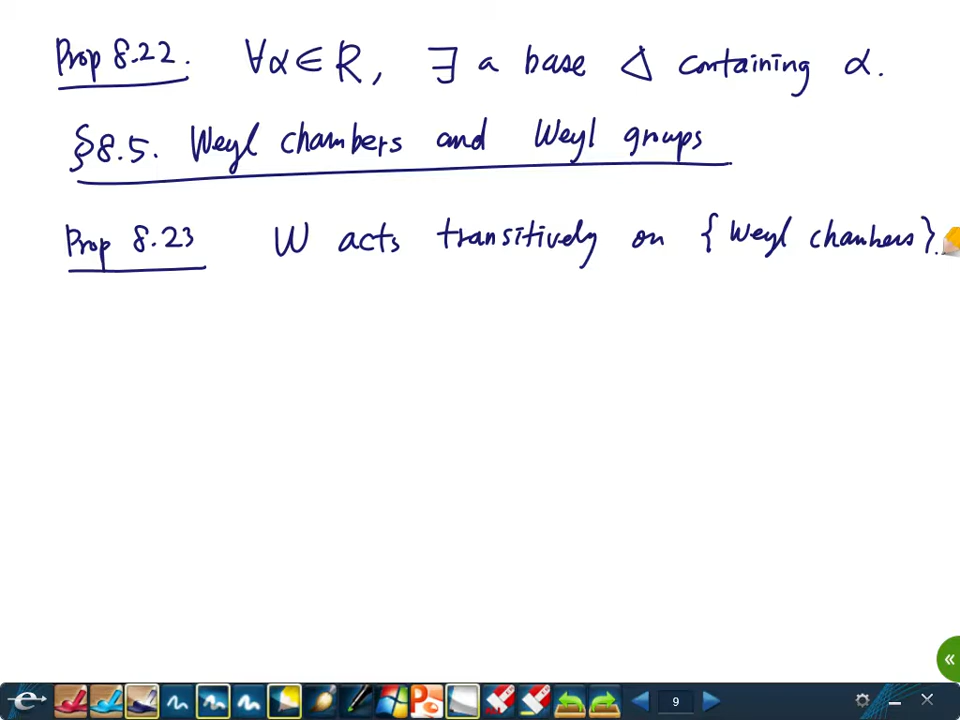 Prop 8.22. ∀α∈R, ∃ a base Δ containing α.
§8.5. Weyl chambers and Weyl groups
Prop 8.23 W acts transitively on {Weyl chambers}.
9